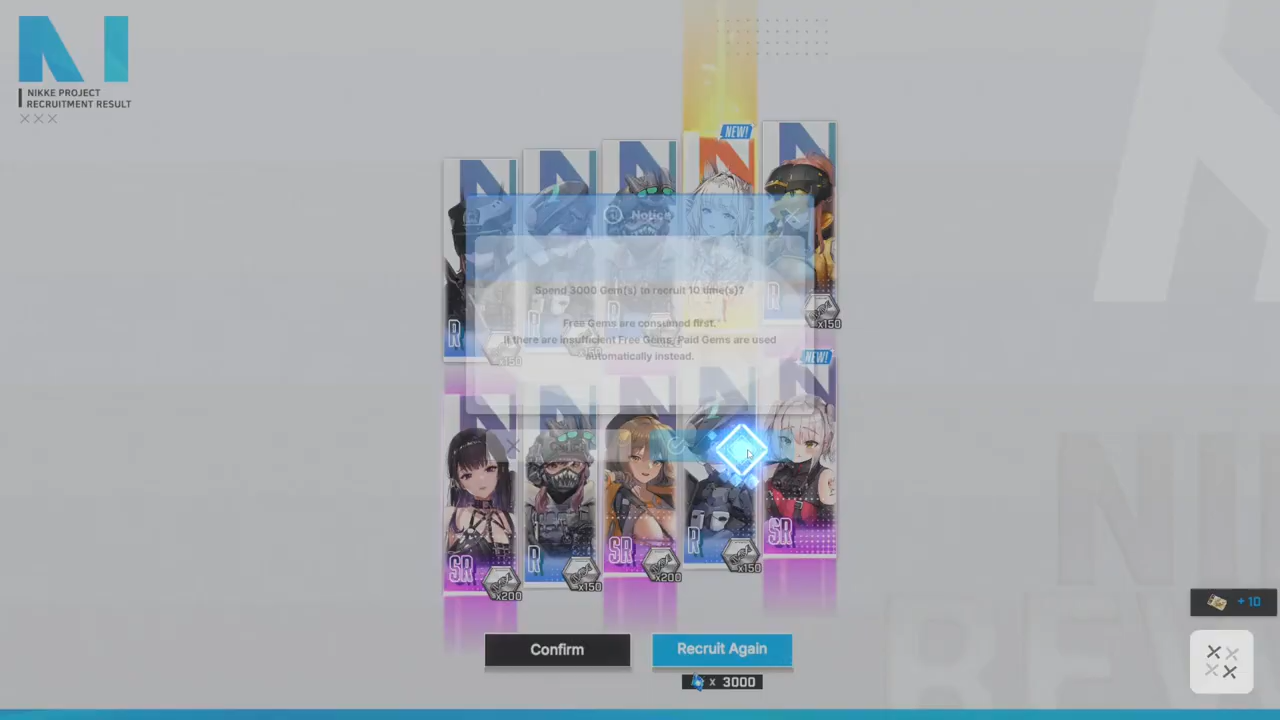 NIKKE PROJECT
RECRUITMENT RESULT
NEW!
Notice
Spend 3000 Gem(s) to recruit 10 time(s)?
Free Gems are consumed first.
If there are insufficient Free Gems, Paid Gems are used
automatically instead.
R
R
R
R
x150
x150
x150
NEW!
SR
R
SR
R
SR
x200
x150
x200
x150
+ 10
Confirm
Recruit Again
x 3000